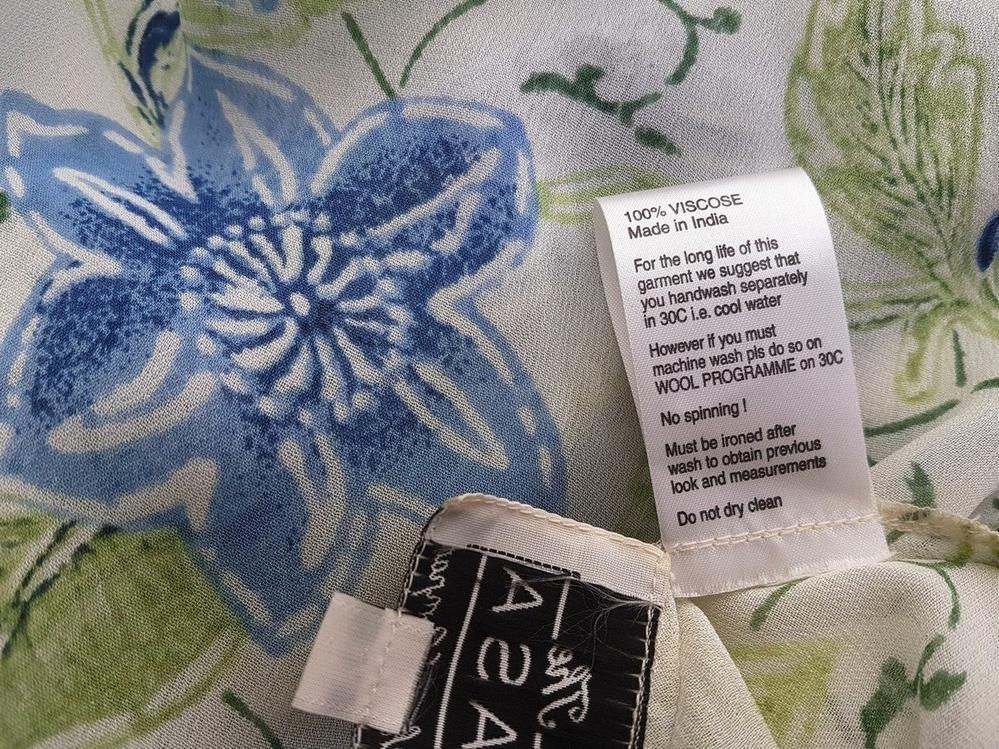 100% VISCOSE
Made in India
For the long life of this
garment we suggest that
you handwash separately
in 30C i.e. cool water
However if you must
machine wash pls do so on
WOOL PROGRAMME on 30C
No spinning !
Must be ironed after
wash to obtain previous
look and measurements
Do not dry clean